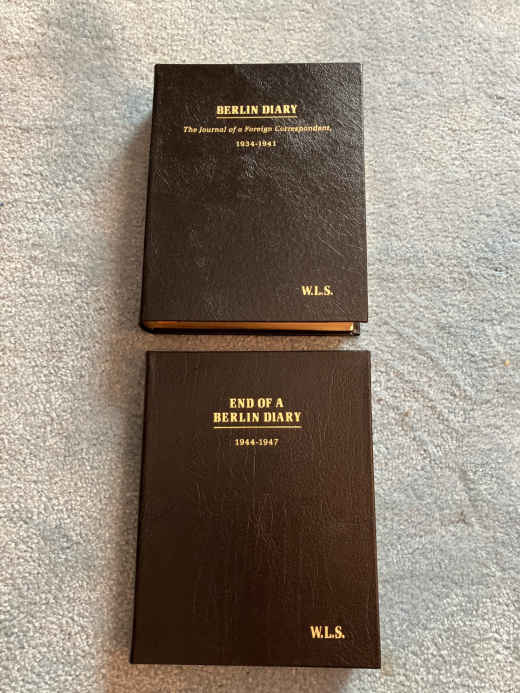 BERLIN DIARY
The Journal of a Foreign Correspondent,
1934-1941
W.L.S.
END OF A
BERLIN DIARY
1944-1947
W.L.S.